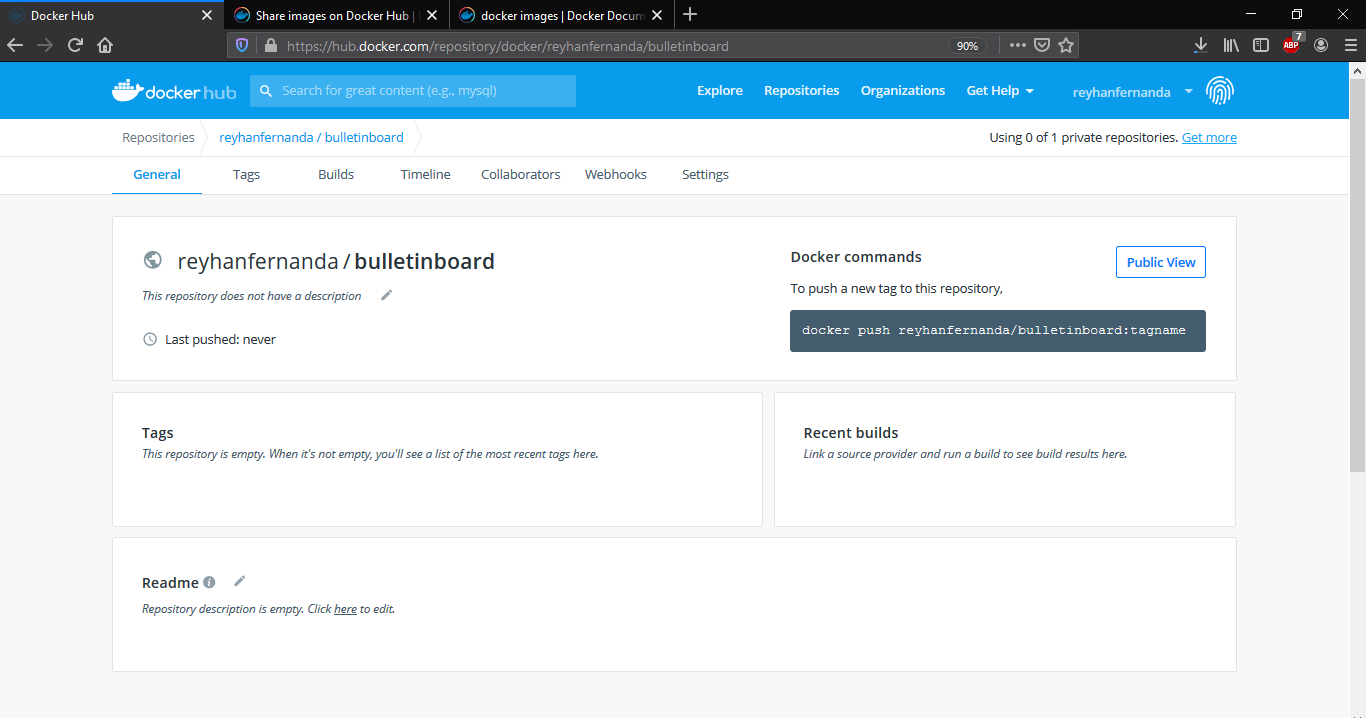 Docker Hub
Share images on Docker Hub |
docker images | Docker Docum
https://hub.docker.com/repository/docker/reyhanfernanda/bulletinboard
90%
ABP
7
docker hub
Search for great content (e.g., mysql)
Explore
Repositories
Organizations
Get Help
reyhanfernanda
Repositories
reyhanfernanda / bulletinboard
Using 0 of 1 private repositories. Get more
General
Tags
Builds
Timeline
Collaborators
Webhooks
Settings
reyhanfernanda / bulletinboard
This repository does not have a description
Last pushed: never
Docker commands
Public View
To push a new tag to this repository,
docker push reyhanfernanda/bulletinboard:tagname
Tags
This repository is empty. When it's not empty, you'll see a list of the most recent tags here.
Recent builds
Link a source provider and run a build to see build results here.
Readme
Repository description is empty. Click here to edit.